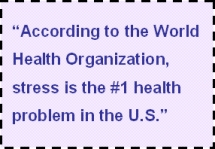 “According to the World
Health Organization,
stress is the #1 health
problem in the U.S.”